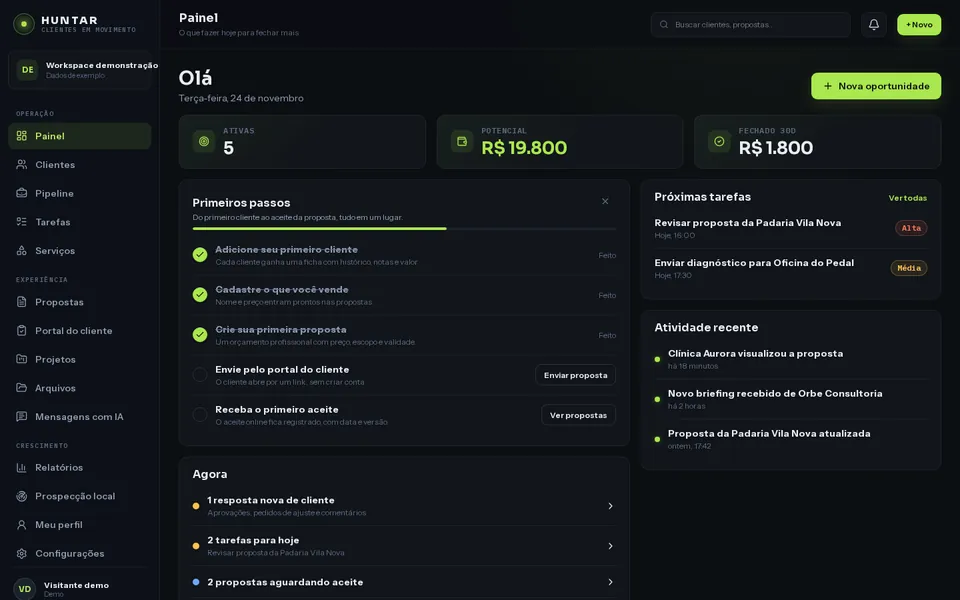 HUNTAR
CLIENTES EM MOVIMENTO
DE
Workspace demonstração
Dados de exemplo
OPERAÇÃO
Painel
Clientes
Pipeline
Tarefas
Serviços
EXPERIÊNCIA
Propostas
Portal do cliente
Projetos
Arquivos
Mensagens com IA
CRESCIMENTO
Relatórios
Prospecção local
Meu perfil
Configurações
VD
Visitante demo
Demo
Painel
O que fazer hoje para fechar mais
Buscar clientes, propostas...
+ Novo
Olá
Terça-feira, 24 de novembro
+ Nova oportunidade
ATIVAS
5
POTENCIAL
R$ 19.800
FECHADO 30D
R$ 1.800
Primeiros passos
Do primeiro cliente ao aceite da proposta, tudo em um lugar.
Adicione seu primeiro cliente
Cada cliente ganha uma ficha com histórico, notas e valor
Feito
Cadastre o que você vende
Nome e preço entram prontos nas propostas
Feito
Crie sua primeira proposta
Um orçamento profissional com preço, escopo e validade
Feito
Envie pelo portal do cliente
O cliente abre por um link, sem criar conta
Enviar proposta
Receba o primeiro aceite
O aceite online fica registrado, com data e versão
Ver propostas
Agora
1 resposta nova de cliente
Aprovações, pedidos de ajuste e comentários
2 tarefas para hoje
Revisar proposta da Padaria Vila Nova
2 propostas aguardando aceite
Próximas tarefas
Ver todas
Revisar proposta da Padaria Vila Nova
Hoje, 16:00
Alta
Enviar diagnóstico para Oficina do Pedal
Hoje, 17:30
Média
Atividade recente
Clínica Aurora visualizou a proposta
há 18 minutos
Novo briefing recebido de Orbe Consultoria
há 2 horas
Proposta da Padaria Vila Nova atualizada
ontem, 17:42